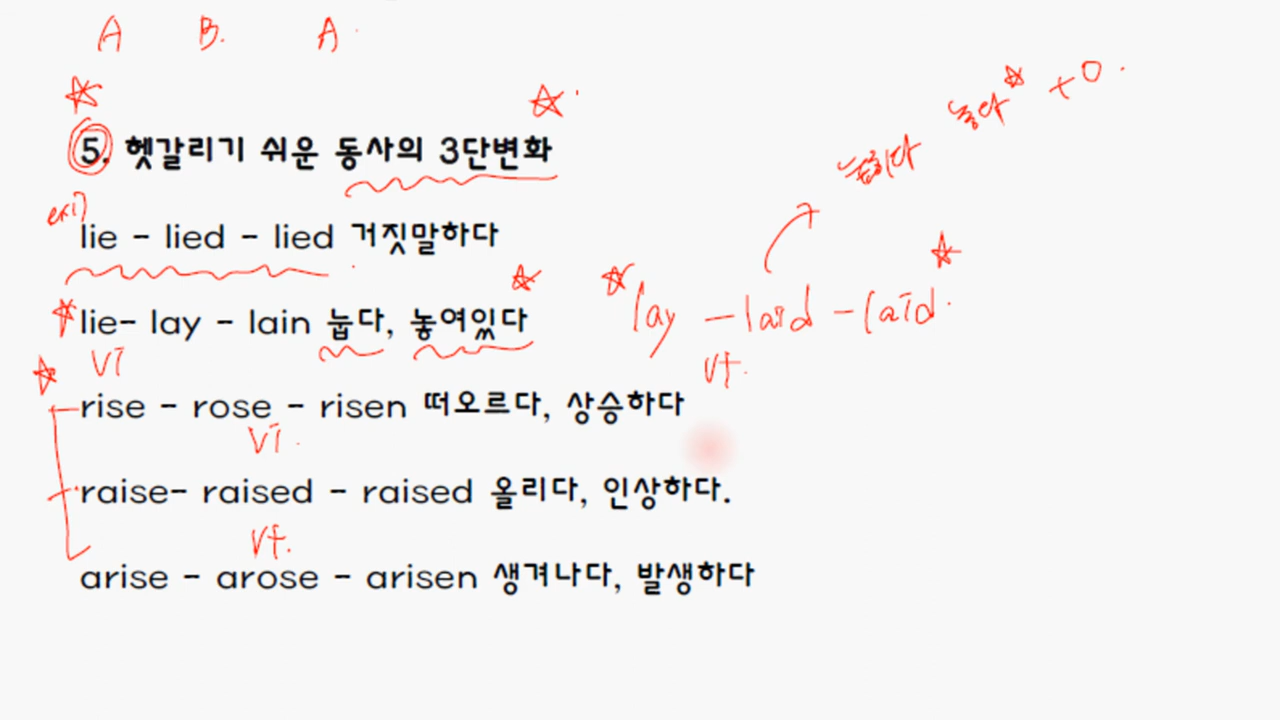 A B. A.
5. 헷갈리기 쉬운 동사의 3단변화
눕히다 놓다 + O.
lie - lied - lied 거짓말하다
lie- lay - lain 눕다, 놓여있다
lay - laid - laid.
vi
vt.
rise - rose - risen 떠오르다, 상승하다
vi.
raise- raised - raised 올리다, 인상하다.
vt.
arise - arose - arisen 생겨나다, 발생하다